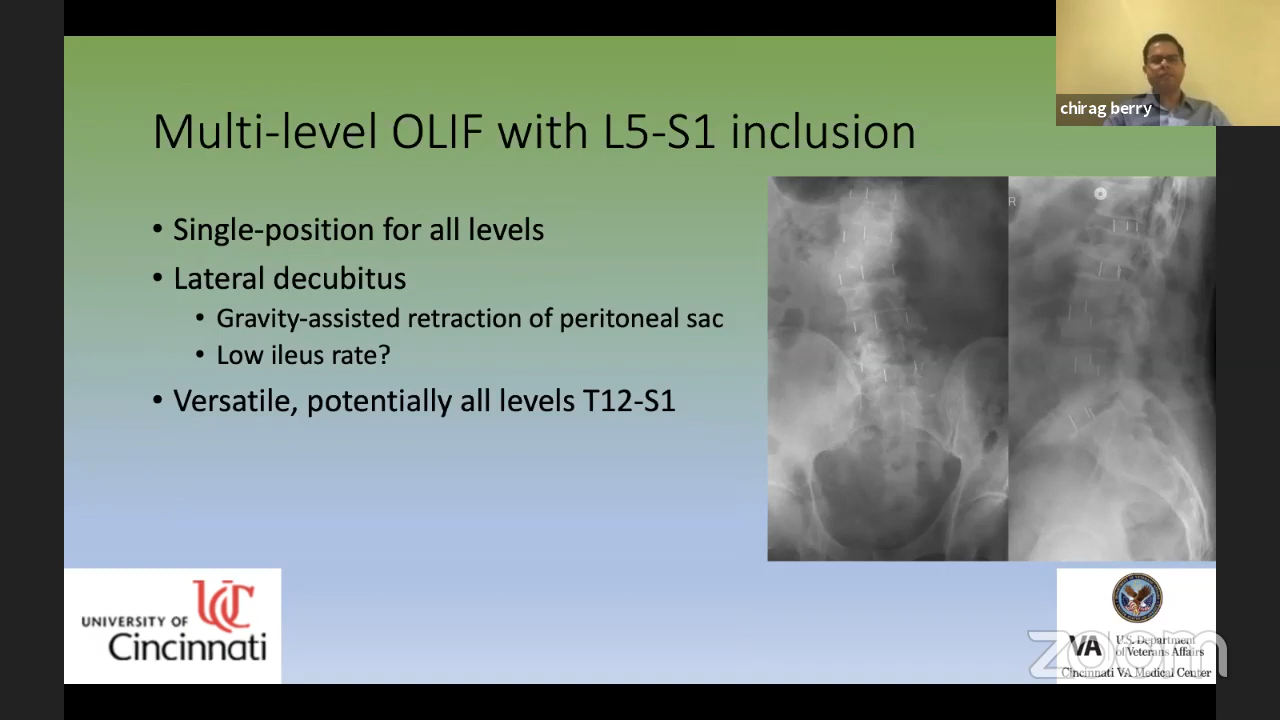 chirag berry
Multi-level OLIF with L5-S1 inclusion
• Single-position for all levels
• Lateral decubitus
• Gravity-assisted retraction of peritoneal sac
• Low ileus rate?
• Versatile, potentially all levels T12-S1
R
UC
UNIVERSITY OF
Cincinnati
VA
U.S. Department
of Veterans Affairs
Cincinnati VA Medical Center
zoom